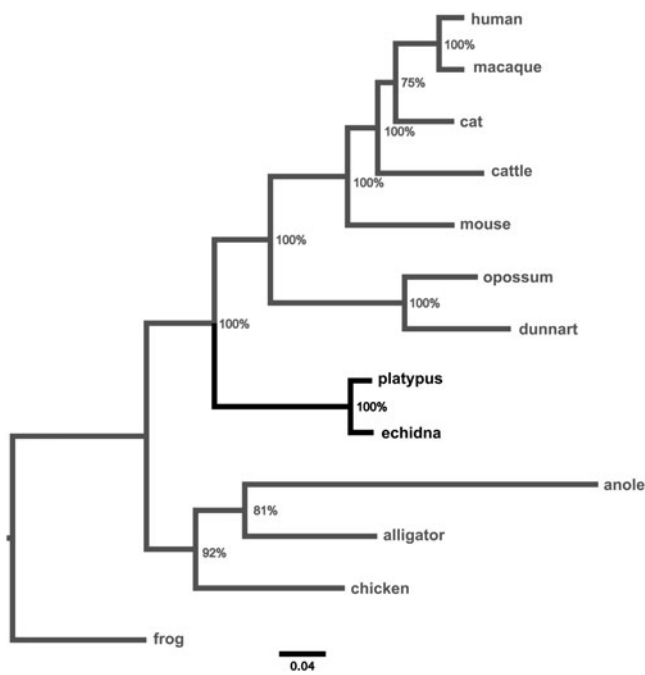 human
100%
macaque
75%
cat
100%
cattle
100%
mouse
100%
opossum
100%
dunnart
100%
platypus
100%
echidna
anole
81%
alligator
92%
chicken
frog
0.04